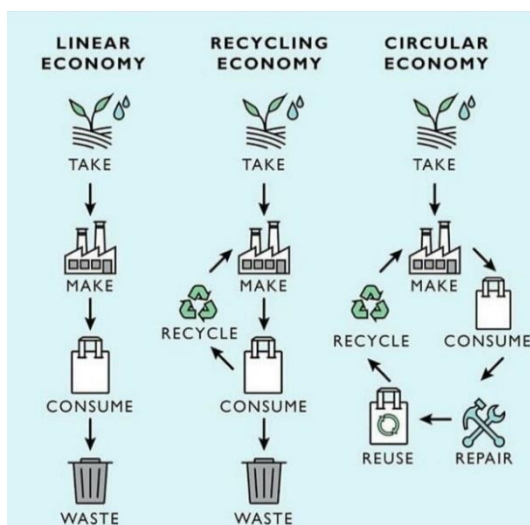 LINEAR ECONOMY
TAKE
MAKE
CONSUME
WASTE
RECYCLING ECONOMY
TAKE
MAKE
RECYCLE
CONSUME
WASTE
CIRCULAR ECONOMY
TAKE
MAKE
CONSUME
RECYCLE
REUSE
REPAIR